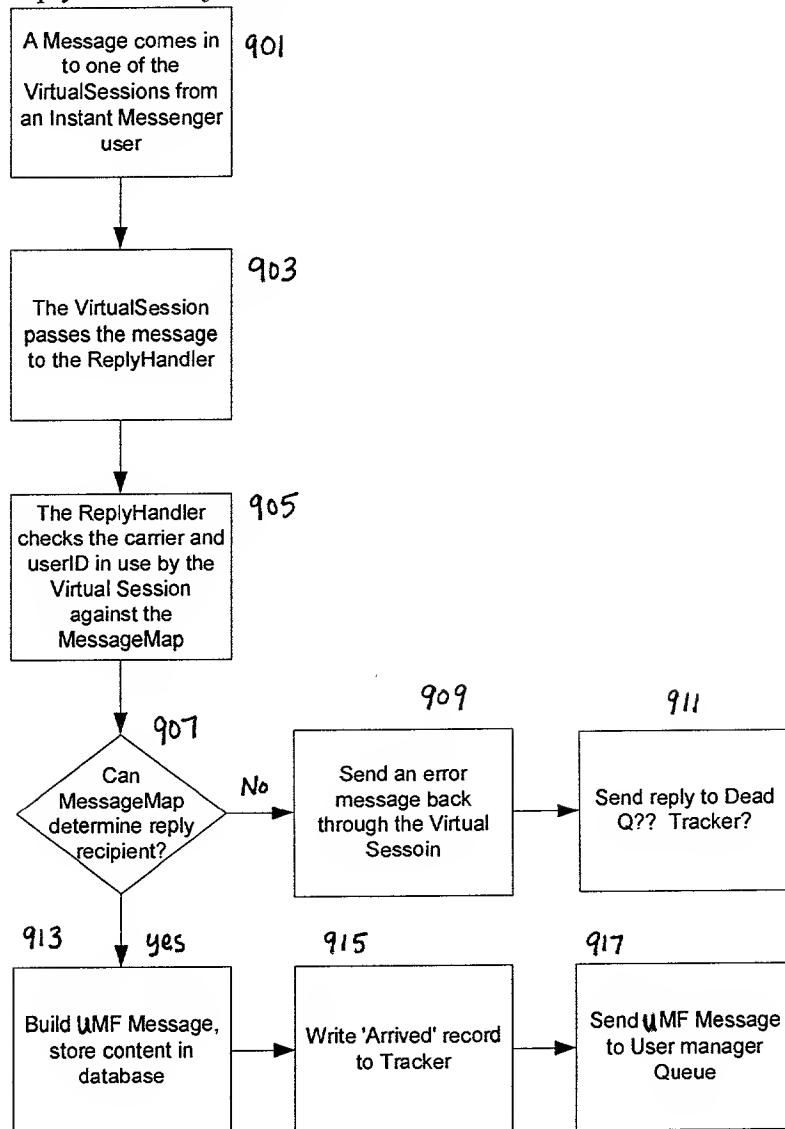 A Message comes in
to one of the
VirtualSessions from
an Instant Messenger
user
901
The VirtualSession
passes the message
to the ReplyHandler
903
The ReplyHandler
checks the carrier and
userID in use by the
Virtual Session
against the
MessageMap
905
907
Can
MessageMap
determine reply
recipient?
No
909
Send an error
message back
through the Virtual
Sessoin
911
Send reply to Dead
Q?? Tracker?
913
yes
Build UMF Message,
store content in
database
915
Write 'Arrived' record
to Tracker
917
Send UMF Message
to User manager
Queue